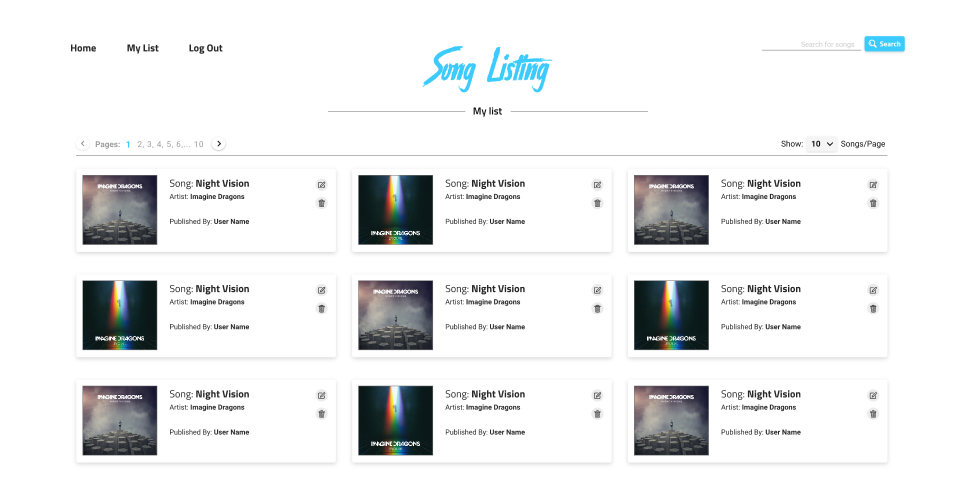 Home My List Log Out Search for songs Search
Song Listing
My list
Pages: 1 2, 3, 4, 5, 6,... 10 Show: 10 Songs/Page
IMAGINE DRAGONS
Song: Night Vision
Artist: Imagine Dragons
Published By: User Name
Song: Night Vision
Artist: Imagine Dragons
Published By: User Name
IMAGINE DRAGONS
IMAGINE DRAGONS
Song: Night Vision
Artist: Imagine Dragons
Published By: User Name
Song: Night Vision
Artist: Imagine Dragons
Published By: User Name
IMAGINE DRAGONS
IMAGINE DRAGONS
Song: Night Vision
Artist: Imagine Dragons
Published By: User Name
Song: Night Vision
Artist: Imagine Dragons
Published By: User Name
IMAGINE DRAGONS
IMAGINE DRAGONS
Song: Night Vision
Artist: Imagine Dragons
Published By: User Name
Song: Night Vision
Artist: Imagine Dragons
Published By: User Name
IMAGINE DRAGONS
IMAGINE DRAGONS
Song: Night Vision
Artist: Imagine Dragons
Published By: User Name